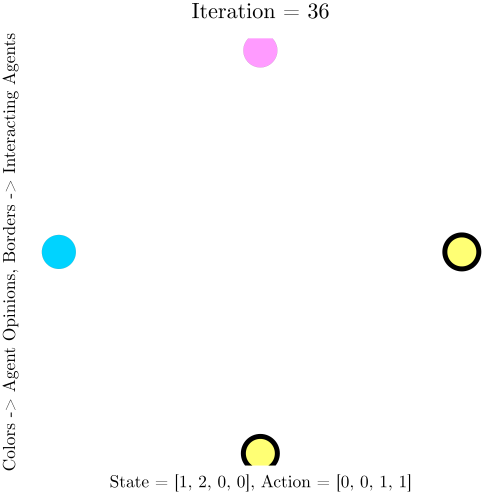 Iteration = 36
Colors -> Agent Opinions, Borders -> Interacting Agents
State = [1, 2, 0, 0], Action = [0, 0, 1, 1]